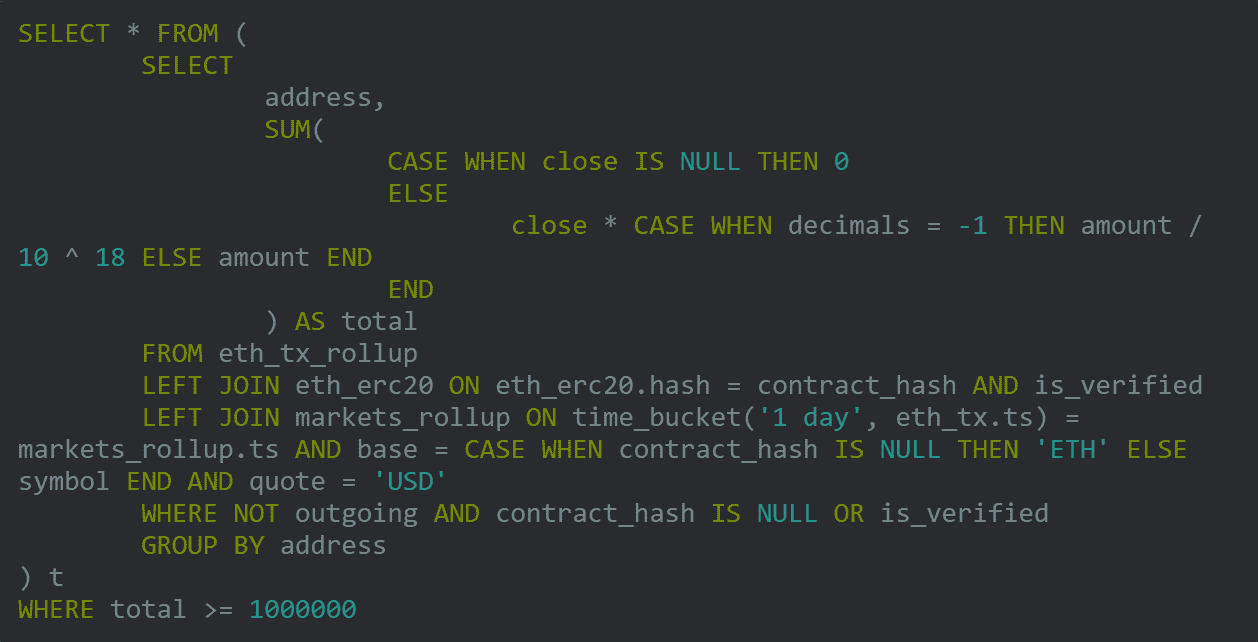 SELECT * FROM (
SELECT
address,
SUM(
CASE WHEN close IS NULL THEN 0
ELSE
close * CASE WHEN decimals = -1 THEN amount /
10 ^ 18 ELSE amount END
END
) AS total
FROM eth_tx_rollup
LEFT JOIN eth_erc20 ON eth_erc20.hash = contract_hash AND is_verified
LEFT JOIN markets_rollup ON time_bucket('1 day', eth_tx.ts) =
markets_rollup.ts AND base = CASE WHEN contract_hash IS NULL THEN 'ETH' ELSE
symbol END AND quote = 'USD'
WHERE NOT outgoing AND contract_hash IS NULL OR is_verified
GROUP BY address
) t
WHERE total >= 1000000